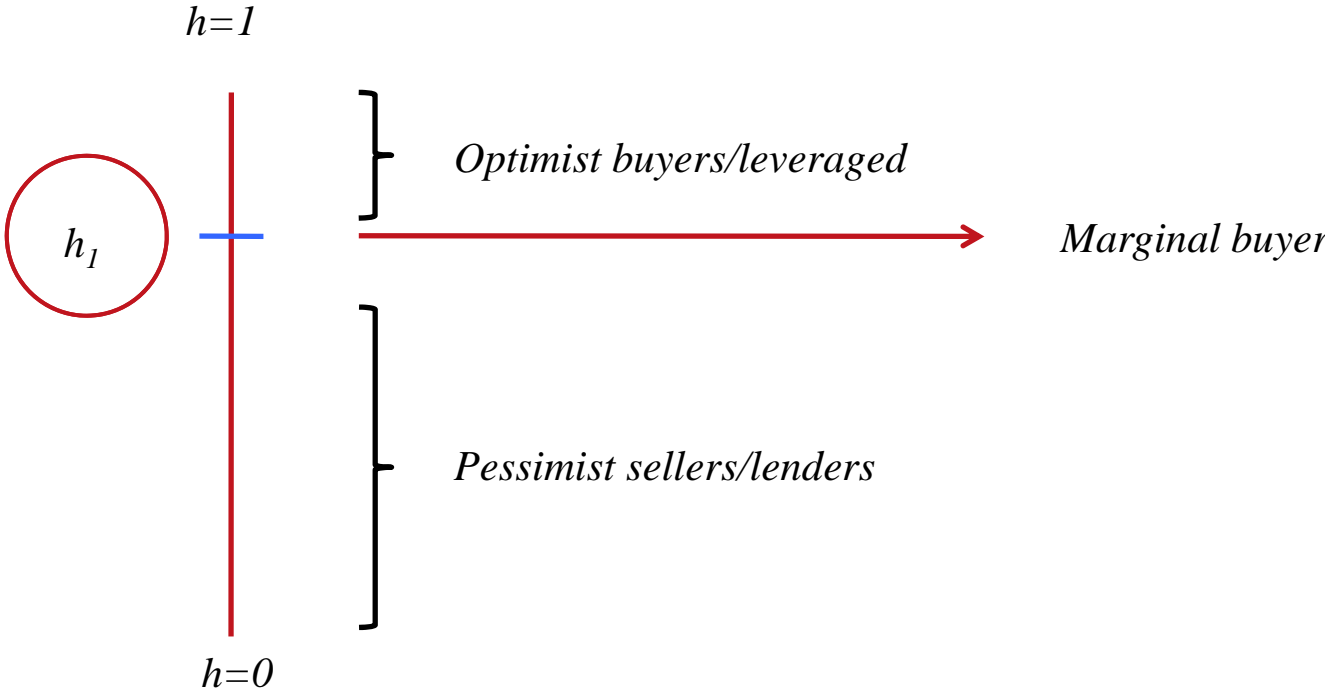 h=1
Optimist buyers/leveraged
h₁
Marginal buyer
Pessimist sellers/lenders
h=0